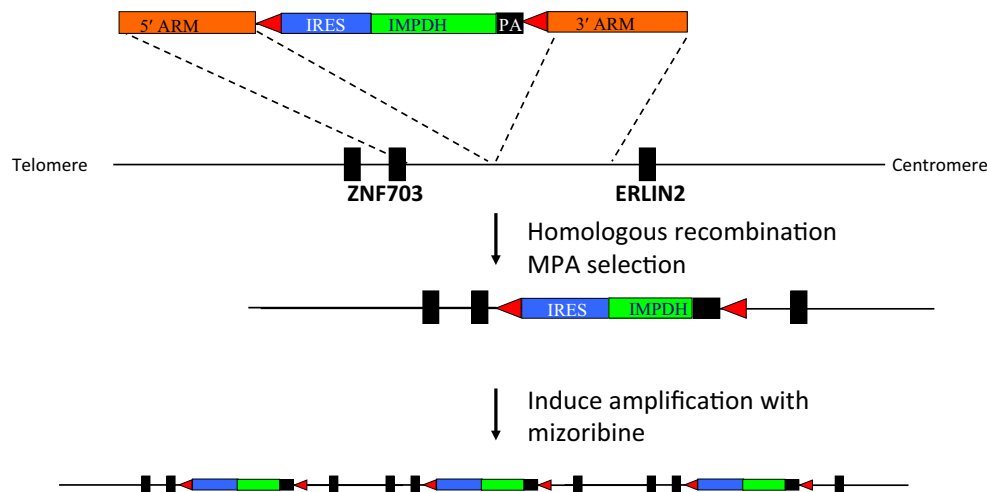 5′ ARM IRES IMPDH PA 3′ ARM
Telomere Centromere
ZNF703 ERLIN2
Homologous recombination
MPA selection
IRES IMPDH
Induce amplification with
mizoribine